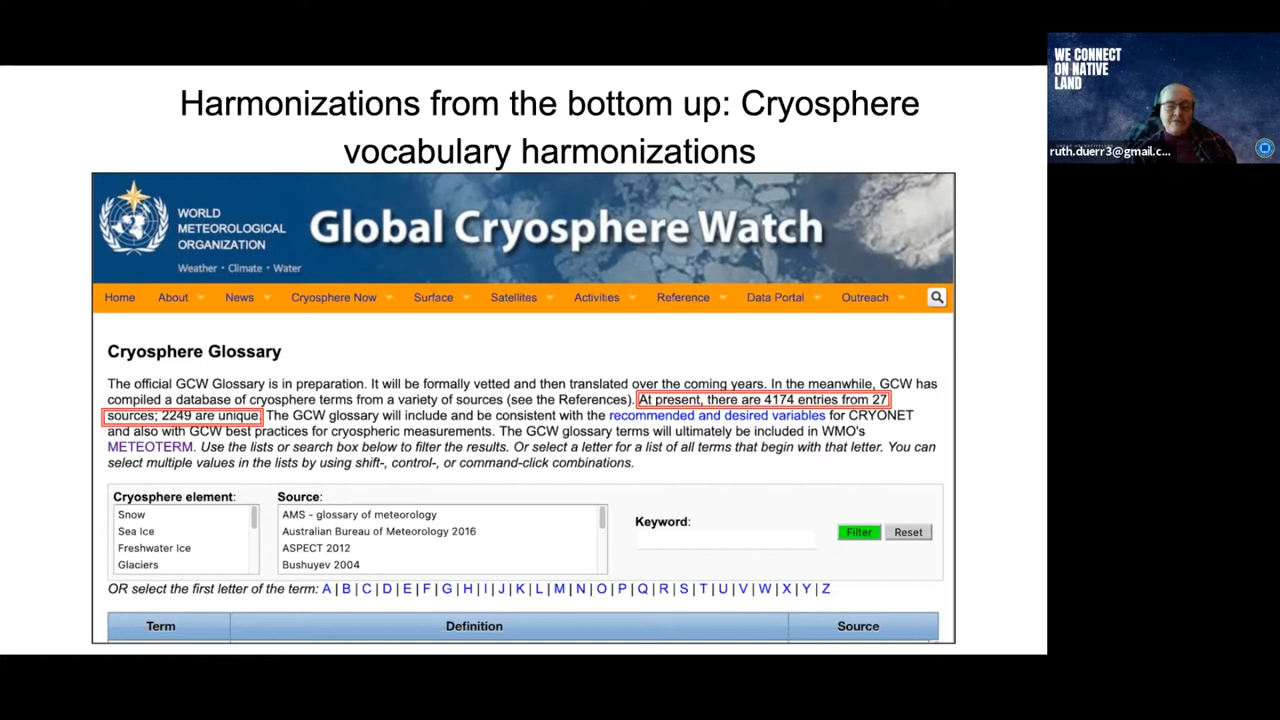 Harmonizations from the bottom up: Cryosphere
vocabulary harmonizations
WORLD
METEOROLOGICAL
ORGANIZATION
Weather • Climate • Water
Global Cryosphere Watch
Home About News Cryosphere Now Surface Satellites Activities Reference Data Portal Outreach
Cryosphere Glossary
The official GCW Glossary is in preparation. It will be formally vetted and then translated over the coming years. In the meanwhile, GCW has
compiled a database of cryosphere terms from a variety of sources (see the References). At present, there are 4174 entries from 27
sources; 2249 are unique. The GCW glossary will include and be consistent with the recommended and desired variables for CRYONET
and also with GCW best practices for cryospheric measurements. The GCW glossary terms will ultimately be included in WMO's
METEOTERM. Use the lists or search box below to filter the results. Or select a letter for a list of all terms that begin with that letter. You can
select multiple values in the lists by using shift-, control-, or command-click combinations.
Cryosphere element:
Snow
Sea Ice
Freshwater Ice
Glaciers
Source:
AMS - glossary of meteorology
Australian Bureau of Meteorology 2016
ASPECT 2012
Bushuyev 2004
Keyword:
Filter Reset
OR select the first letter of the term: A | B | C | D | E | F | G | H | I | J | K | L | M | N | O | P | Q | R | S | T | U | V | W | X | Y | Z
Term Definition Source
WE CONNECT
ON NATIVE
LAND
ruth.duerr3@gmail.c...